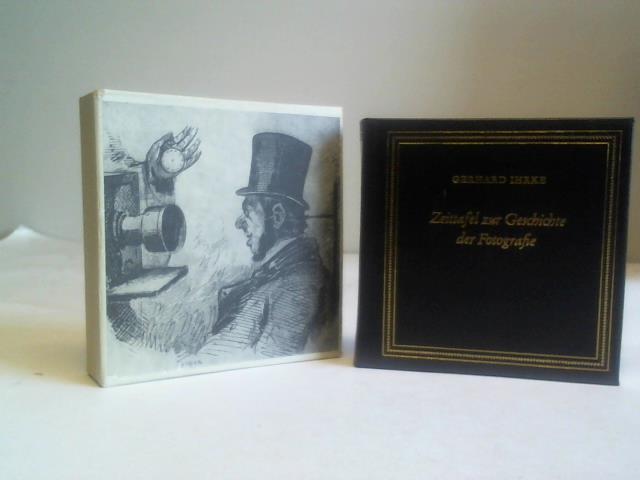 GERHARD IHRKE
Zeittafel zur Geschichte
der Fotografie